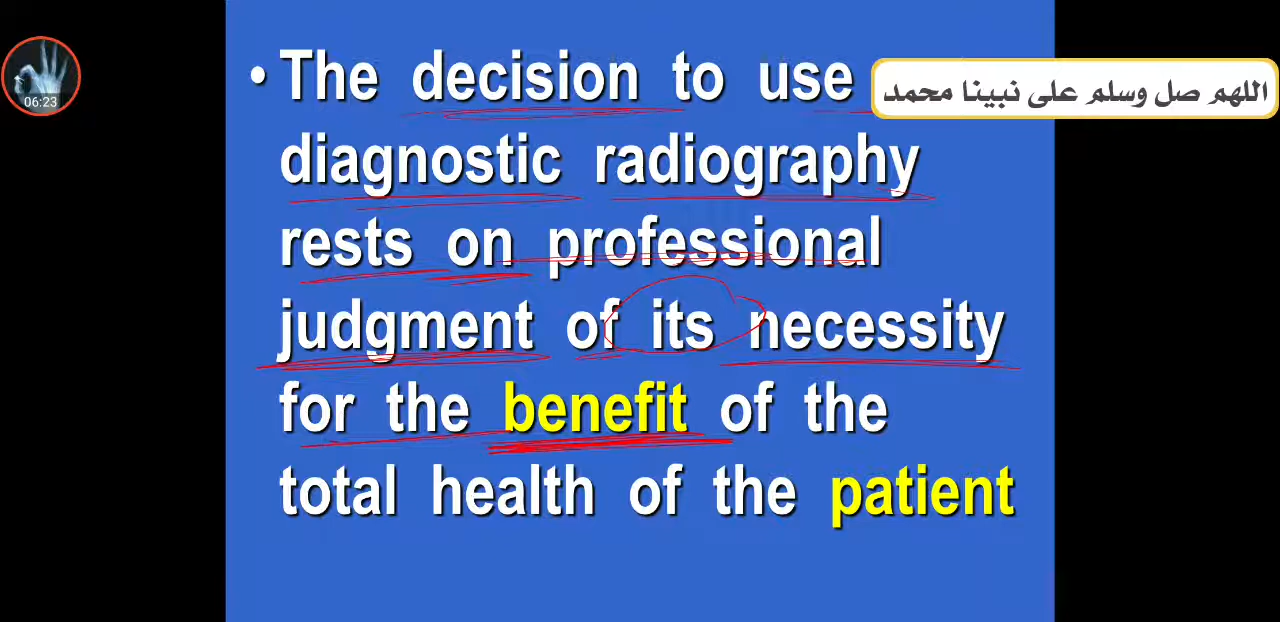 • The decision to use
اللهم صل وسلم على نبينا محمد
diagnostic radiography
rests on professional
judgment of its necessity
for the benefit of the
total health of the patient
06:23